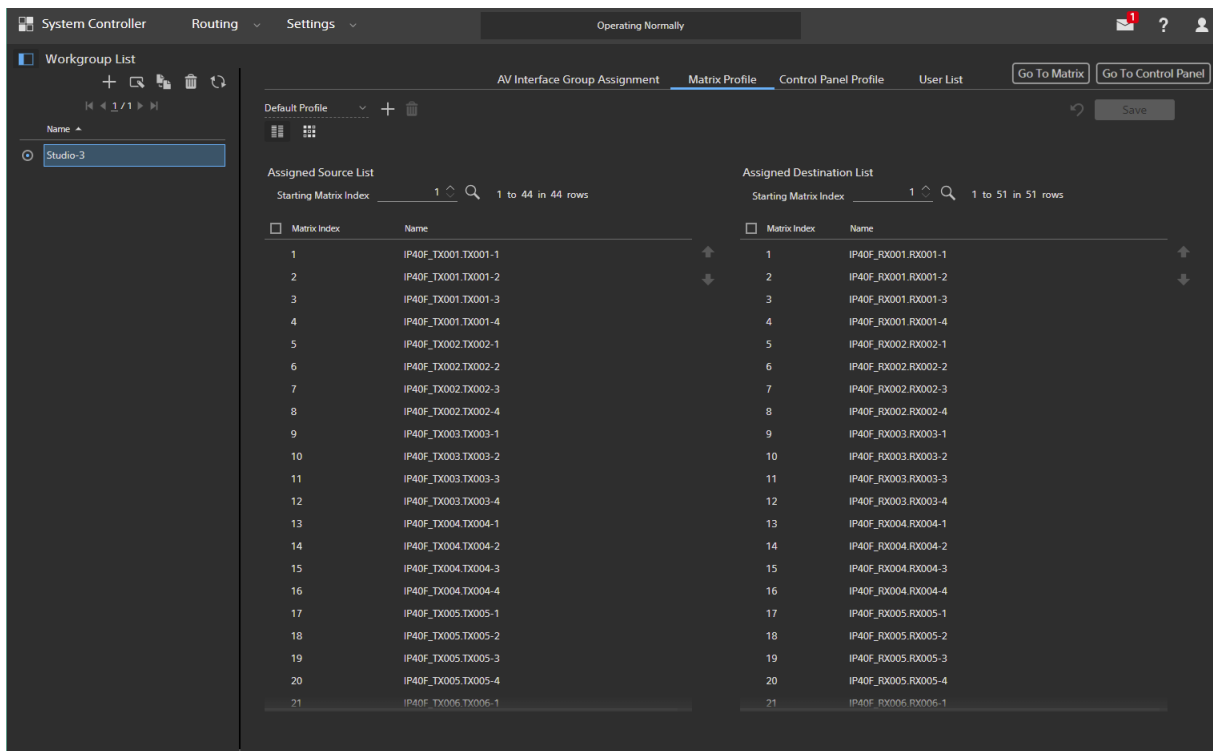 System Controller Routing Settings Operating Normally 1 ?
Workgroup List
AV Interface Group Assignment Matrix Profile Control Panel Profile User List Go To Matrix Go To Control Panel
1 / 1
Name
Studio-3
Default Profile Save
Assigned Source List
Starting Matrix Index 1 1 to 44 in 44 rows
Matrix Index Name
1 IP40F_TX001.TX001-1
2 IP40F_TX001.TX001-2
3 IP40F_TX001.TX001-3
4 IP40F_TX001.TX001-4
5 IP40F_TX002.TX002-1
6 IP40F_TX002.TX002-2
7 IP40F_TX002.TX002-3
8 IP40F_TX002.TX002-4
9 IP40F_TX003.TX003-1
10 IP40F_TX003.TX003-2
11 IP40F_TX003.TX003-3
12 IP40F_TX003.TX003-4
13 IP40F_TX004.TX004-1
14 IP40F_TX004.TX004-2
15 IP40F_TX004.TX004-3
16 IP40F_TX004.TX004-4
17 IP40F_TX005.TX005-1
18 IP40F_TX005.TX005-2
19 IP40F_TX005.TX005-3
20 IP40F_TX005.TX005-4
21 IP40F_TX006.TX006-1
Assigned Destination List
Starting Matrix Index 1 1 to 51 in 51 rows
Matrix Index Name
1 IP40F_RX001.RX001-1
2 IP40F_RX001.RX001-2
3 IP40F_RX001.RX001-3
4 IP40F_RX001.RX001-4
5 IP40F_RX002.RX002-1
6 IP40F_RX002.RX002-2
7 IP40F_RX002.RX002-3
8 IP40F_RX002.RX002-4
9 IP40F_RX003.RX003-1
10 IP40F_RX003.RX003-2
11 IP40F_RX003.RX003-3
12 IP40F_RX003.RX003-4
13 IP40F_RX004.RX004-1
14 IP40F_RX004.RX004-2
15 IP40F_RX004.RX004-3
16 IP40F_RX004.RX004-4
17 IP40F_RX005.RX005-1
18 IP40F_RX005.RX005-2
19 IP40F_RX005.RX005-3
20 IP40F_RX005.RX005-4
21 IP40F_RX006.RX006-1